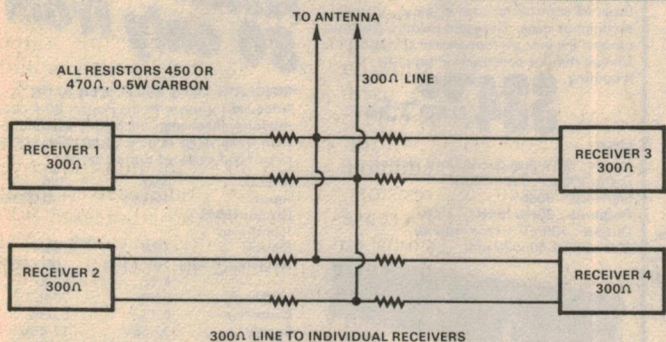 TO ANTENNA
ALL RESISTORS 450 OR
470Ω, 0.5W CARBON
300Ω LINE
RECEIVER 1
300Ω
RECEIVER 3
300Ω
RECEIVER 2
300Ω
RECEIVER 4
300Ω
300Ω LINE TO INDIVIDUAL RECEIVERS